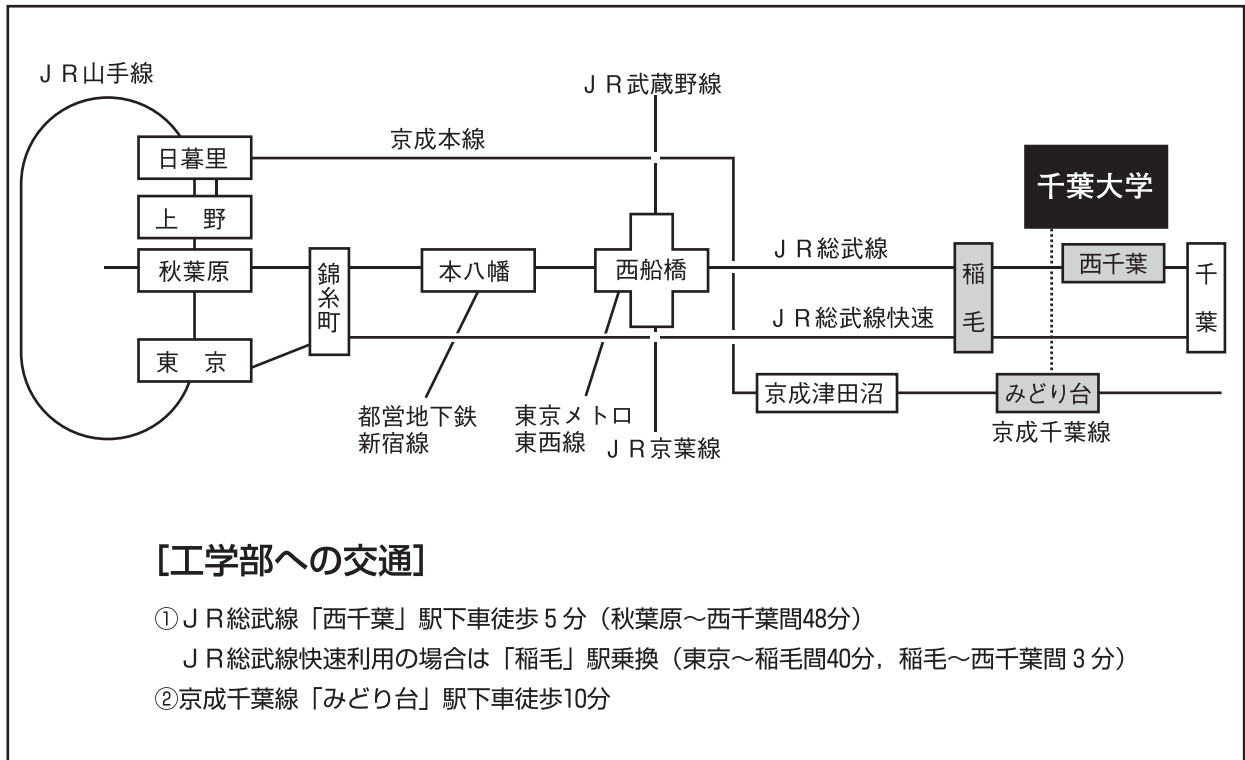 ＪＲ山手線
ＪＲ武蔵野線
京成本線
日暮里
千葉大学
上　野
ＪＲ総武線
秋葉原
錦糸町
本八幡
西船橋
稲毛
西千葉
千葉
ＪＲ総武線快速
東　京
京成津田沼
みどり台
都営地下鉄
新宿線
東京メトロ
東西線
ＪＲ京葉線
京成千葉線
［工学部への交通］
①ＪＲ総武線「西千葉」駅下車徒歩５分（秋葉原～西千葉間48分）
ＪＲ総武線快速利用の場合は「稲毛」駅乗換（東京～稲毛間40分，稲毛～西千葉間３分）
②京成千葉線「みどり台」駅下車徒歩10分